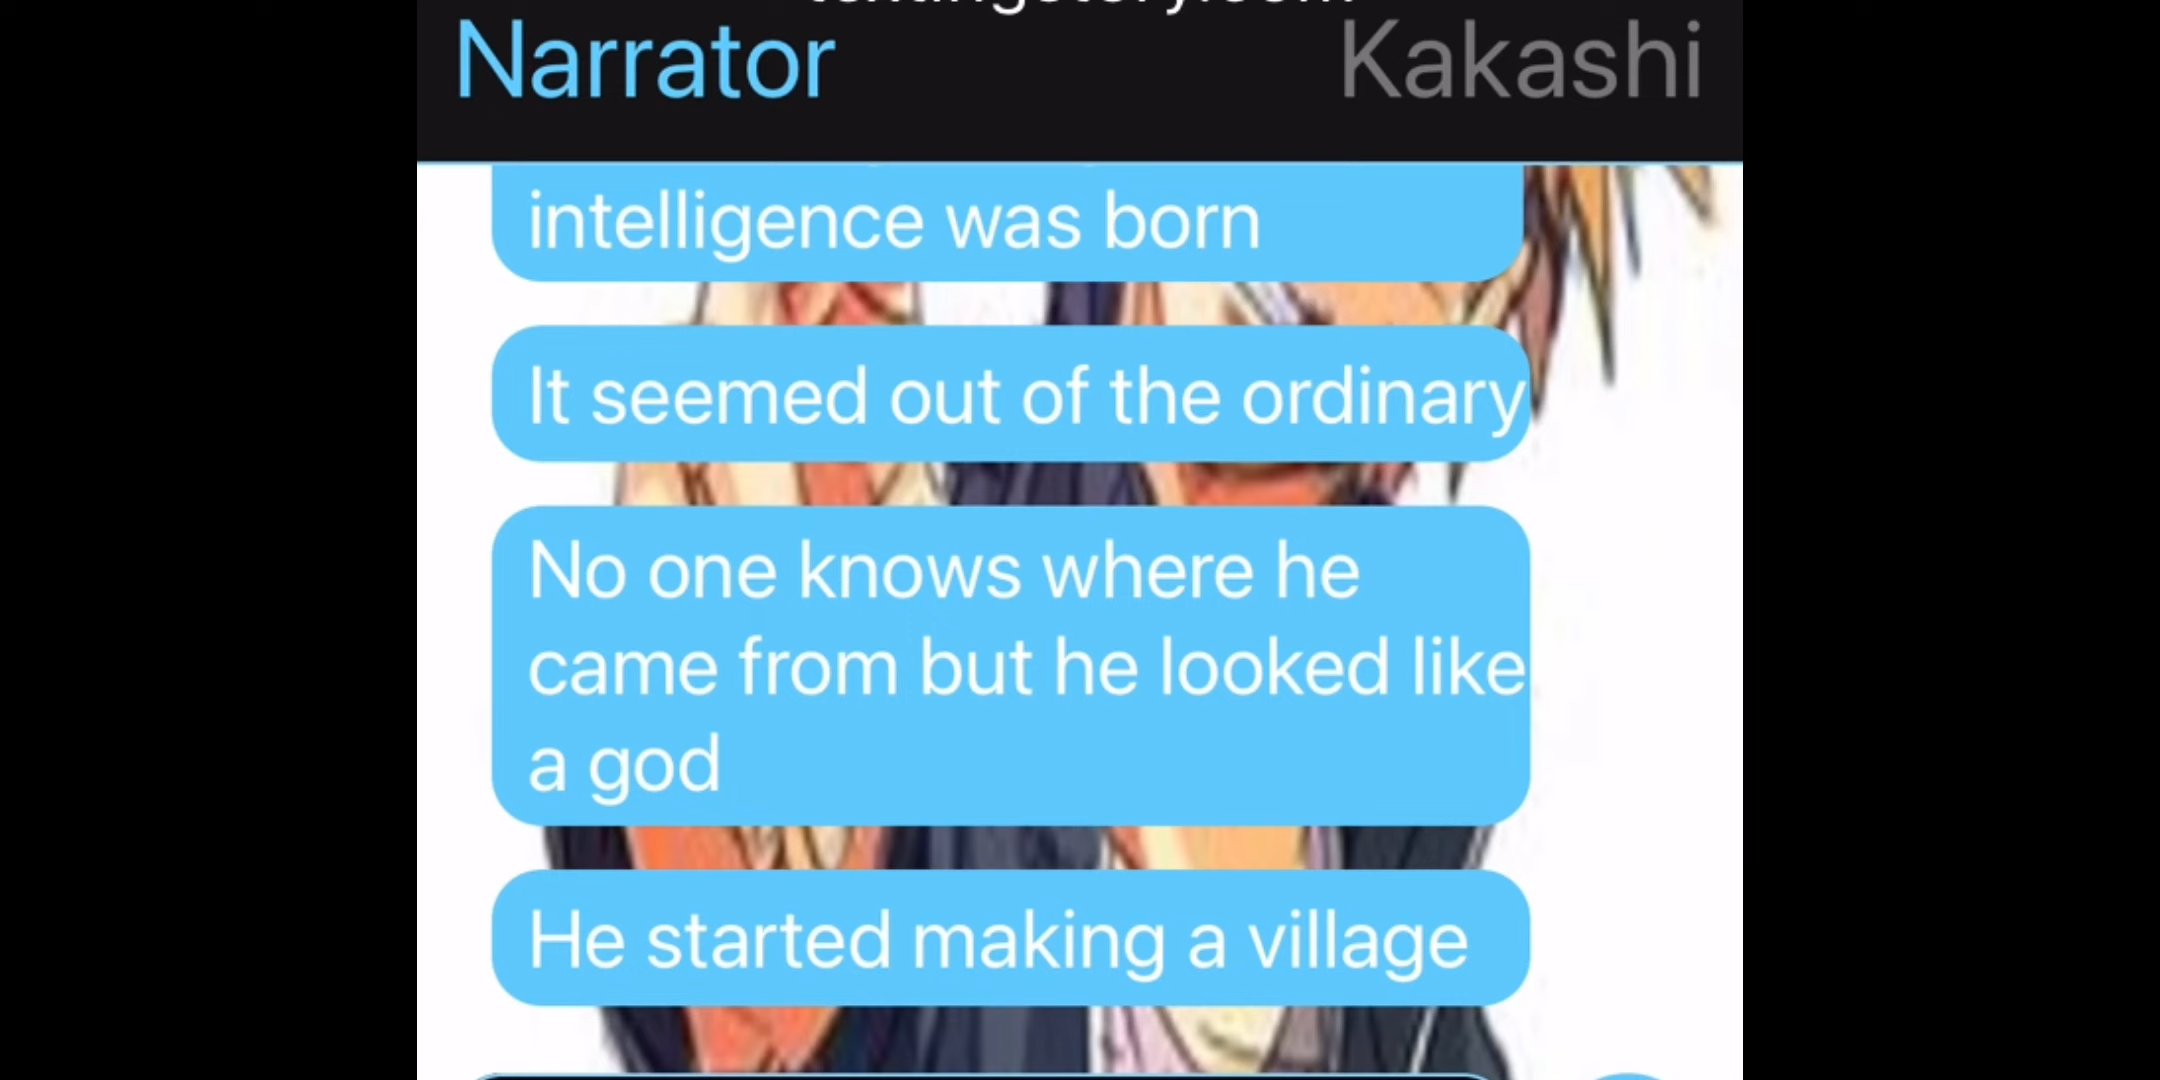 Narrator Kakashi
intelligence was born
It seemed out of the ordinary
No one knows where he
came from but he looked like
a god
He started making a village